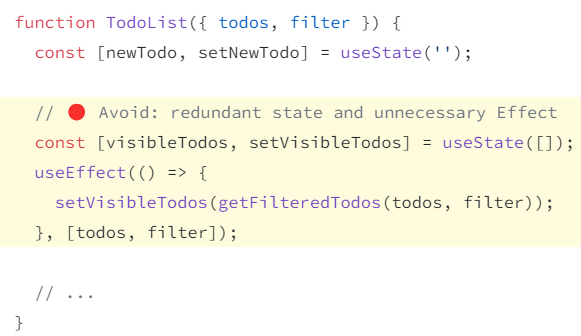 function TodoList({ todos, filter }) {
  const [newTodo, setNewTodo] = useState('');
  // 🔴 Avoid: redundant state and unnecessary Effect
  const [visibleTodos, setVisibleTodos] = useState([]);
  useEffect(() => {
    setVisibleTodos(getFilteredTodos(todos, filter));
  }, [todos, filter]);
  // ...
}